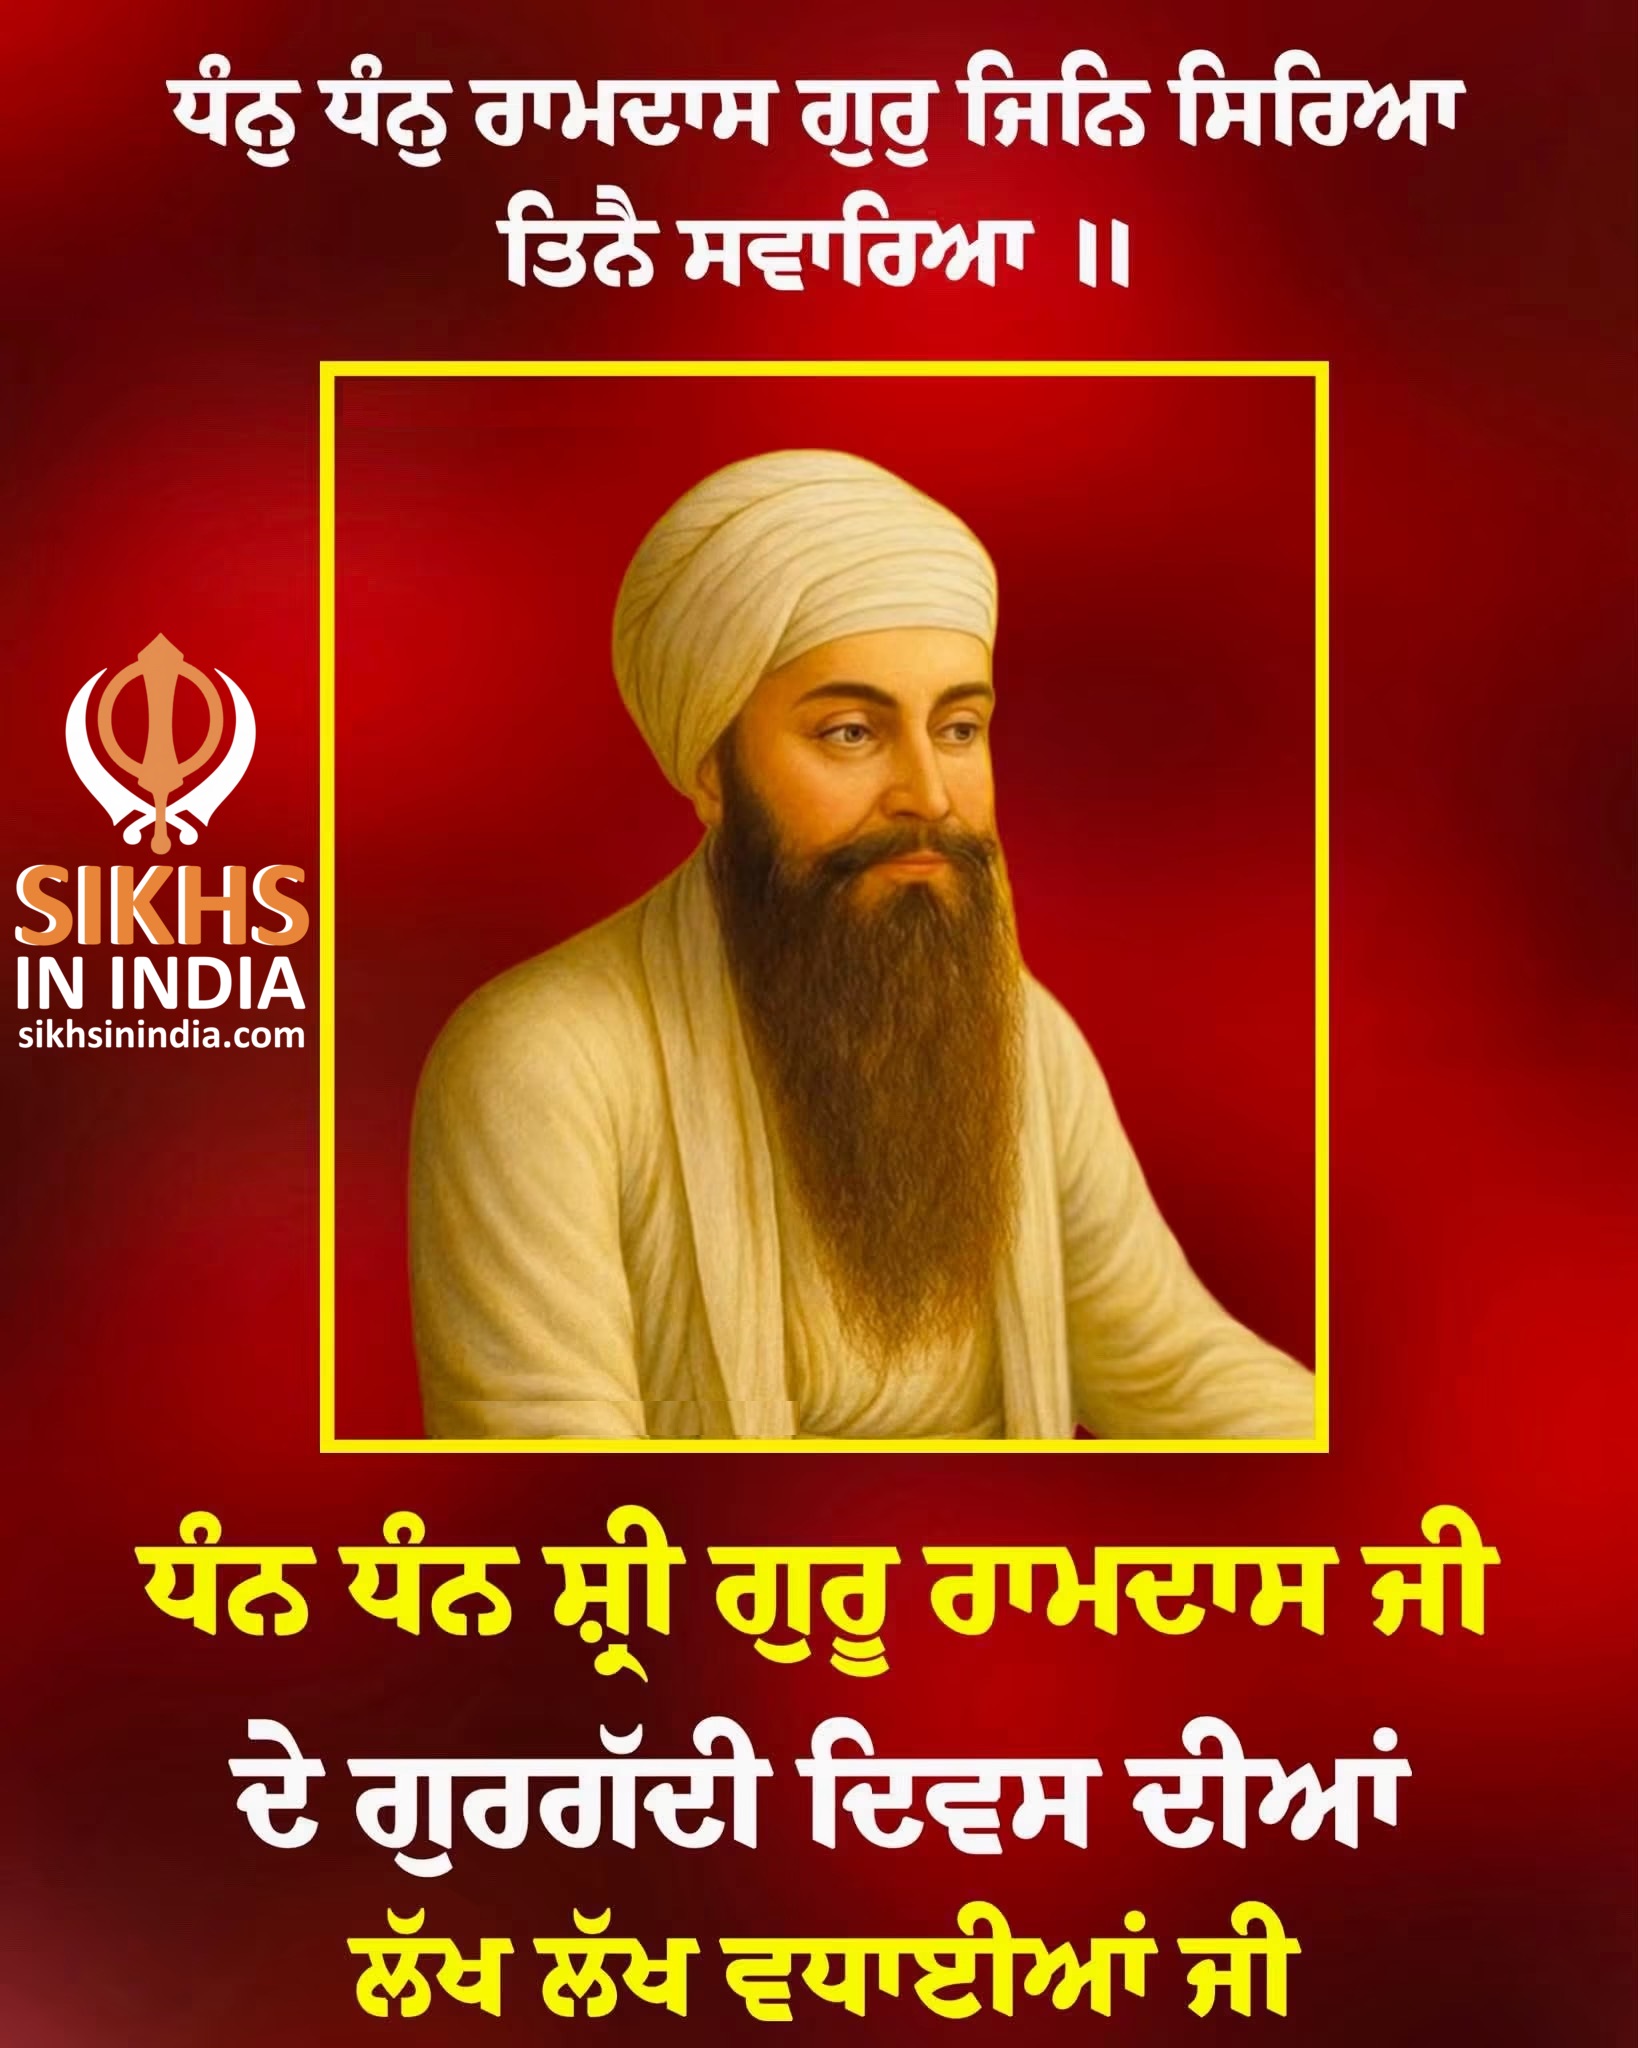 ਧੰਨੁ ਧੰਨੁ ਰਾਮਦਾਸ ਗੁਰੁ ਜਿਨਿ ਸਿਰਿਆ
ਤਿਨੈ ਸਵਾਰਿਆ ॥
SIKHS
IN INDIA
sikhsinindia.com
ਧੰਨ ਧੰਨ ਸ਼੍ਰੀ ਗੁਰੂ ਰਾਮਦਾਸ ਜੀ
ਦੇ ਗੁਰਗੱਦੀ ਦਿਵਸ ਦੀਆਂ
ਲੱਖ ਲੱਖ ਵਧਾਈਆਂ ਜੀ